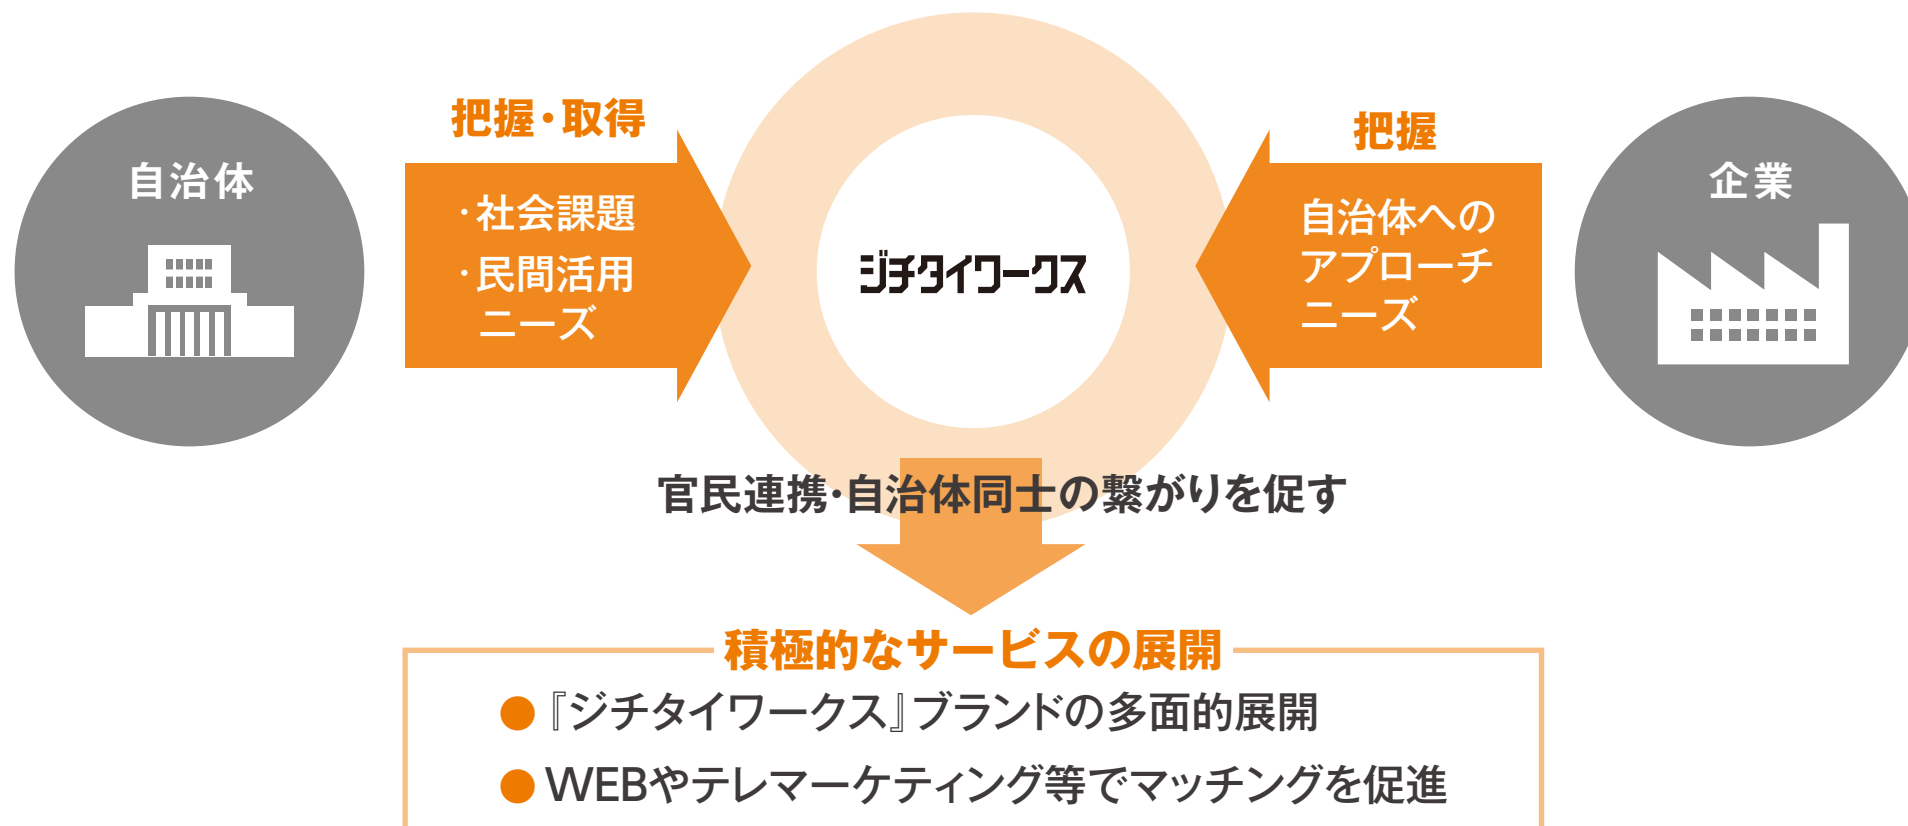 自治体
把握・取得
・社会課題
・民間活用
ニーズ
ジチタイワークス
把握
自治体への
アプローチ
ニーズ
企業
官民連携・自治体同士の繋がりを促す
積極的なサービスの展開
●『ジチタイワークス』ブランドの多面的展開
●WEBやテレマーケティング等でマッチングを促進